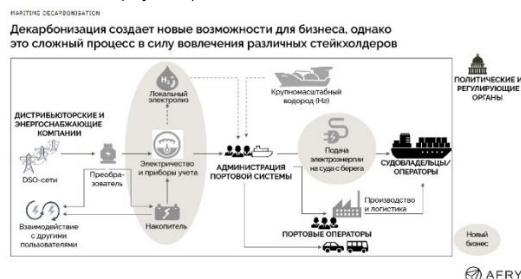 MARITIME DECARBONISATION
Декарбонизация создает новые возможности для бизнеса, однако
это сложный процесс в силу вовлечения различных стейкхолдеров
H₂
Локальный
электролиз
Крупномасштабный
водород (Hz)
ПОЛИТИЧЕСКИЕ И
РЕГУЛИРУЮЩИЕ
ОРГАНЫ
ДИСТРИБЬЮТОРСКИЕ И
ЭНЕРГОСНАБЖАЮЩИЕ
КОМПАНИИ
DSO-сети
Преобра-
зователь
Электричество
и приборы учета
АДМИНИСТРАЦИЯ
ПОРТОВОЙ СИСТЕМЫ
Подача
электроэнергии
на суда с берега
СУДОВЛАДЕЛЬЦЫ/
ОПЕРАТОРЫ
Взаимодействие
с другими
пользователями
Накопитель
Производство
и логистика
ПОРТОВЫЕ ОПЕРАТОРЫ
Новый
бизнес
AFRY